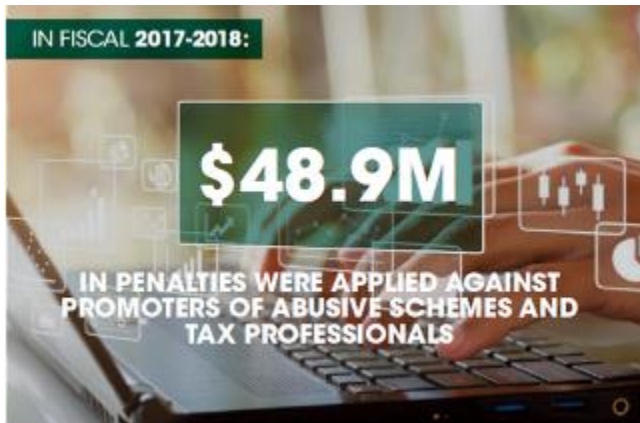 IN FISCAL 2017-2018:
$48.9M
IN PENALTIES WERE APPLIED AGAINST
PROMOTERS OF ABUSIVE SCHEMES AND
TAX PROFESSIONALS